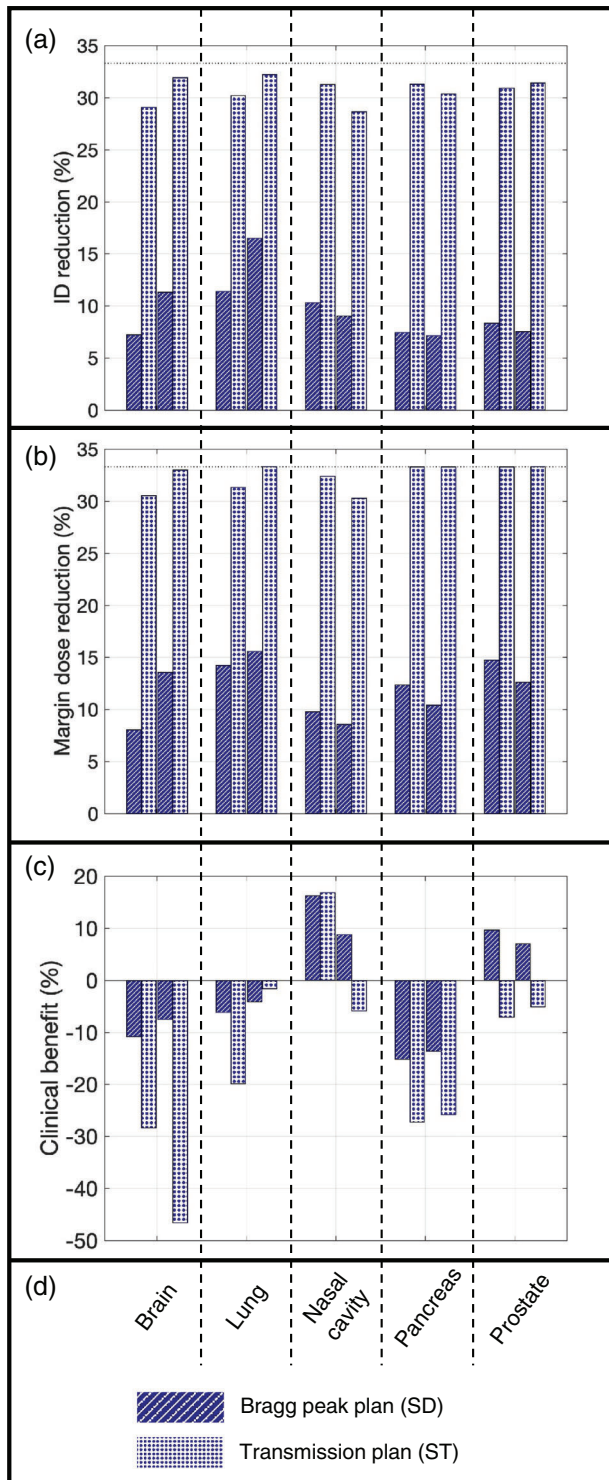 (a)
35
30
25
20
15
10
5
0
ID reduction (%)
(b)
35
30
25
20
15
10
5
0
Margin dose reduction (%)
(c)
20
10
0
-10
-20
-30
-40
-50
Clinical benefit (%)
(d)
Brain
Lung
Nasal
cavity
Pancreas
Prostate
Bragg peak plan (SD)
Transmission plan (ST)